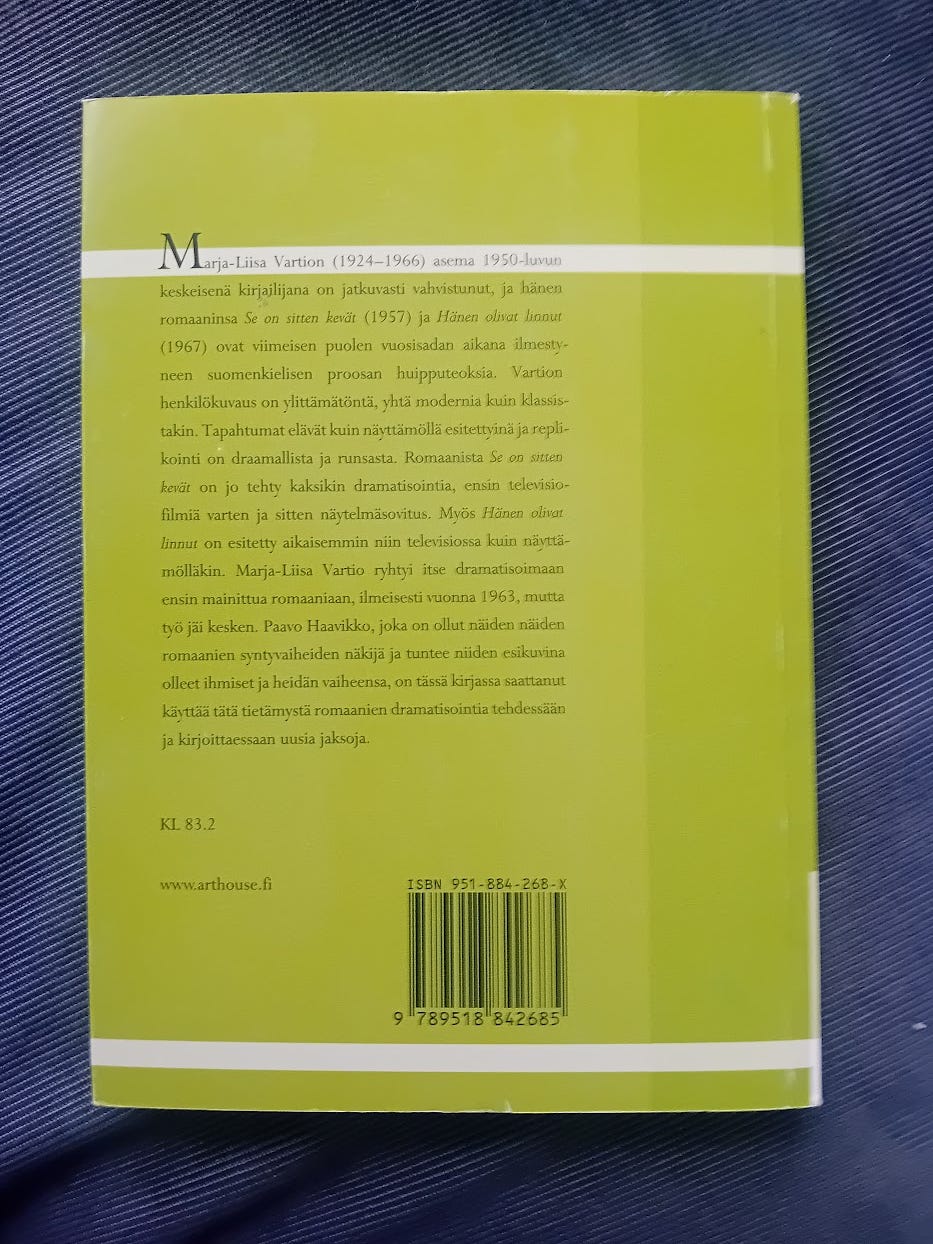 Marja-Liisa Vartion (1924–1966) asema 1950-luvun
keskeisenä kirjailijana on jatkuvasti vahvistunut, ja hänen
romaaninsa Se on sitten kevät (1957) ja Hänen olivat linnut
(1967) ovat viimeisen puolen vuosisadan aikana ilmesty-
neen suomenkielisen proosan huipputeoksia. Vartion
henkilökuvaus on ylittämätöntä, yhtä modernia kuin klassis-
takin. Tapahtumat elävät kuin näyttämöllä esitettyinä ja repli-
kointi on draamallista ja runsasta. Romaanista Se on sitten
kevät on jo tehty kaksikin dramatisointia, ensin televisio-
filmiä varten ja sitten näytelmäsovitus. Myös Hänen olivat
linnut on esitetty aikaisemmin niin televisiossa kuin näyttä-
mölläkin. Marja-Liisa Vartio ryhtyi itse dramatisoimaan
ensin mainittua romaaniaan, ilmeisesti vuonna 1963, mutta
työ jäi kesken. Paavo Haavikko, joka on ollut näiden näiden
romaanien syntyvaiheiden näkijä ja tuntee niiden esikuvina
olleet ihmiset ja heidän vaiheensa, on tässä kirjassa saattanut
käyttää tätä tietämystä romaanien dramatisointia tehdessään
ja kirjoittaessaan uusia jaksoja.
KL 83.2
www.arthouse.fi
ISBN 951-884-268-X
9 789518 842685